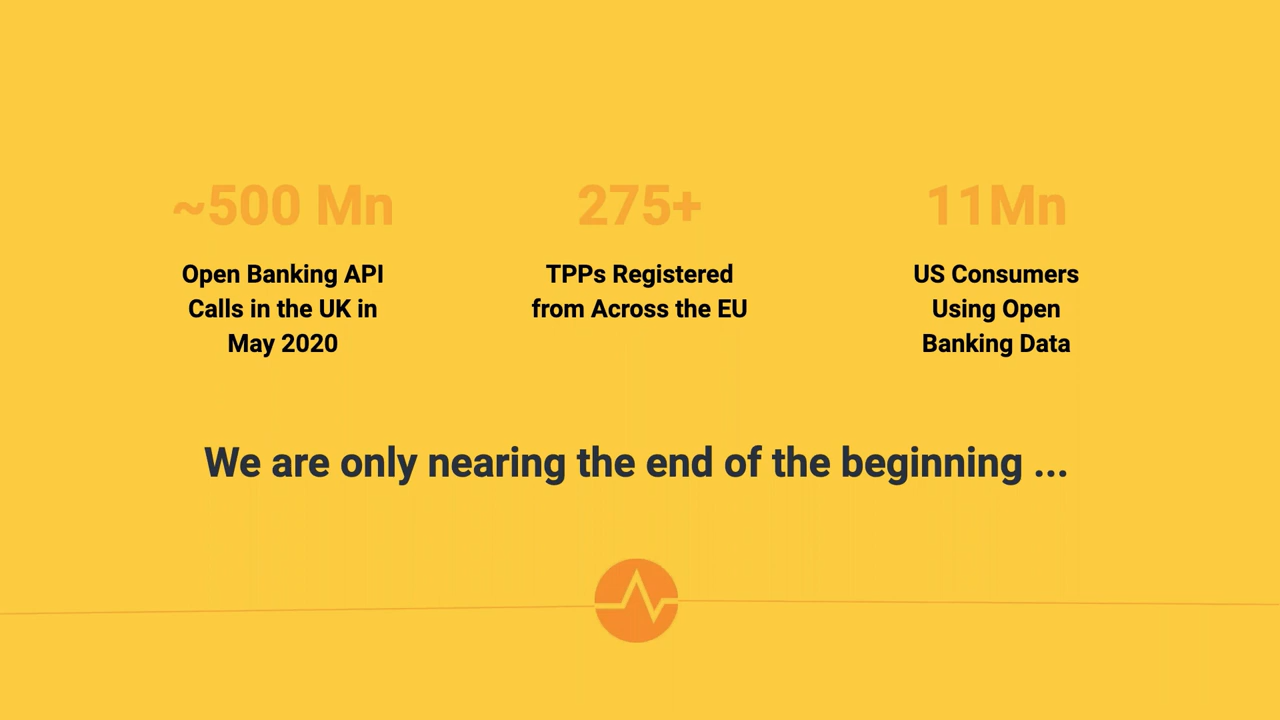 ~500 Mn
Open Banking API
Calls in the UK in
May 2020
275+
TPPs Registered
from Across the EU
11Mn
US Consumers
Using Open
Banking Data
We are only nearing the end of the beginning ...